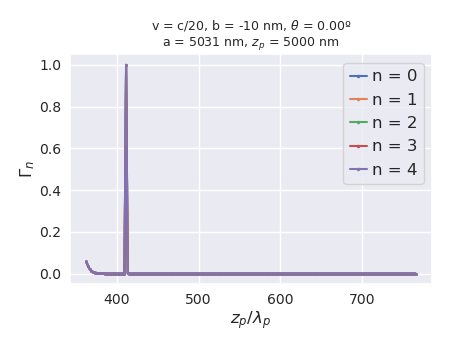 v = c/20, b = -10 nm, θ = 0.00º
a = 5031 nm, z_p = 5000 nm
Γ_n
1.0
0.8
0.6
0.4
0.2
0.0
n = 0
n = 1
n = 2
n = 3
n = 4
400 500 600 700
z_p/λ_p